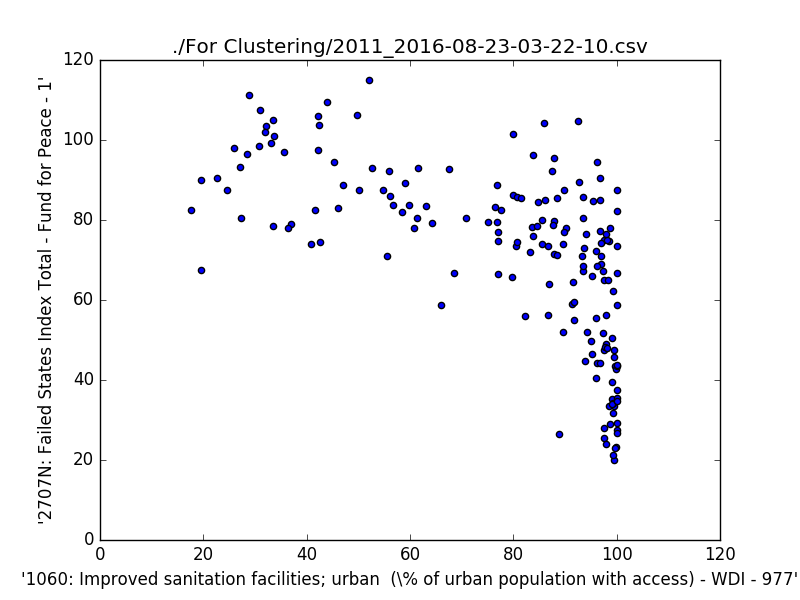 ./For Clustering/2011_2016-08-23-03-22-10.csv
120
100
80
60
40
20
0
'2707N: Failed States Index Total - Fund for Peace - 1'
0 20 40 60 80 100 120
'1060: Improved sanitation facilities; urban  (\% of urban population with access) - WDI - 977'